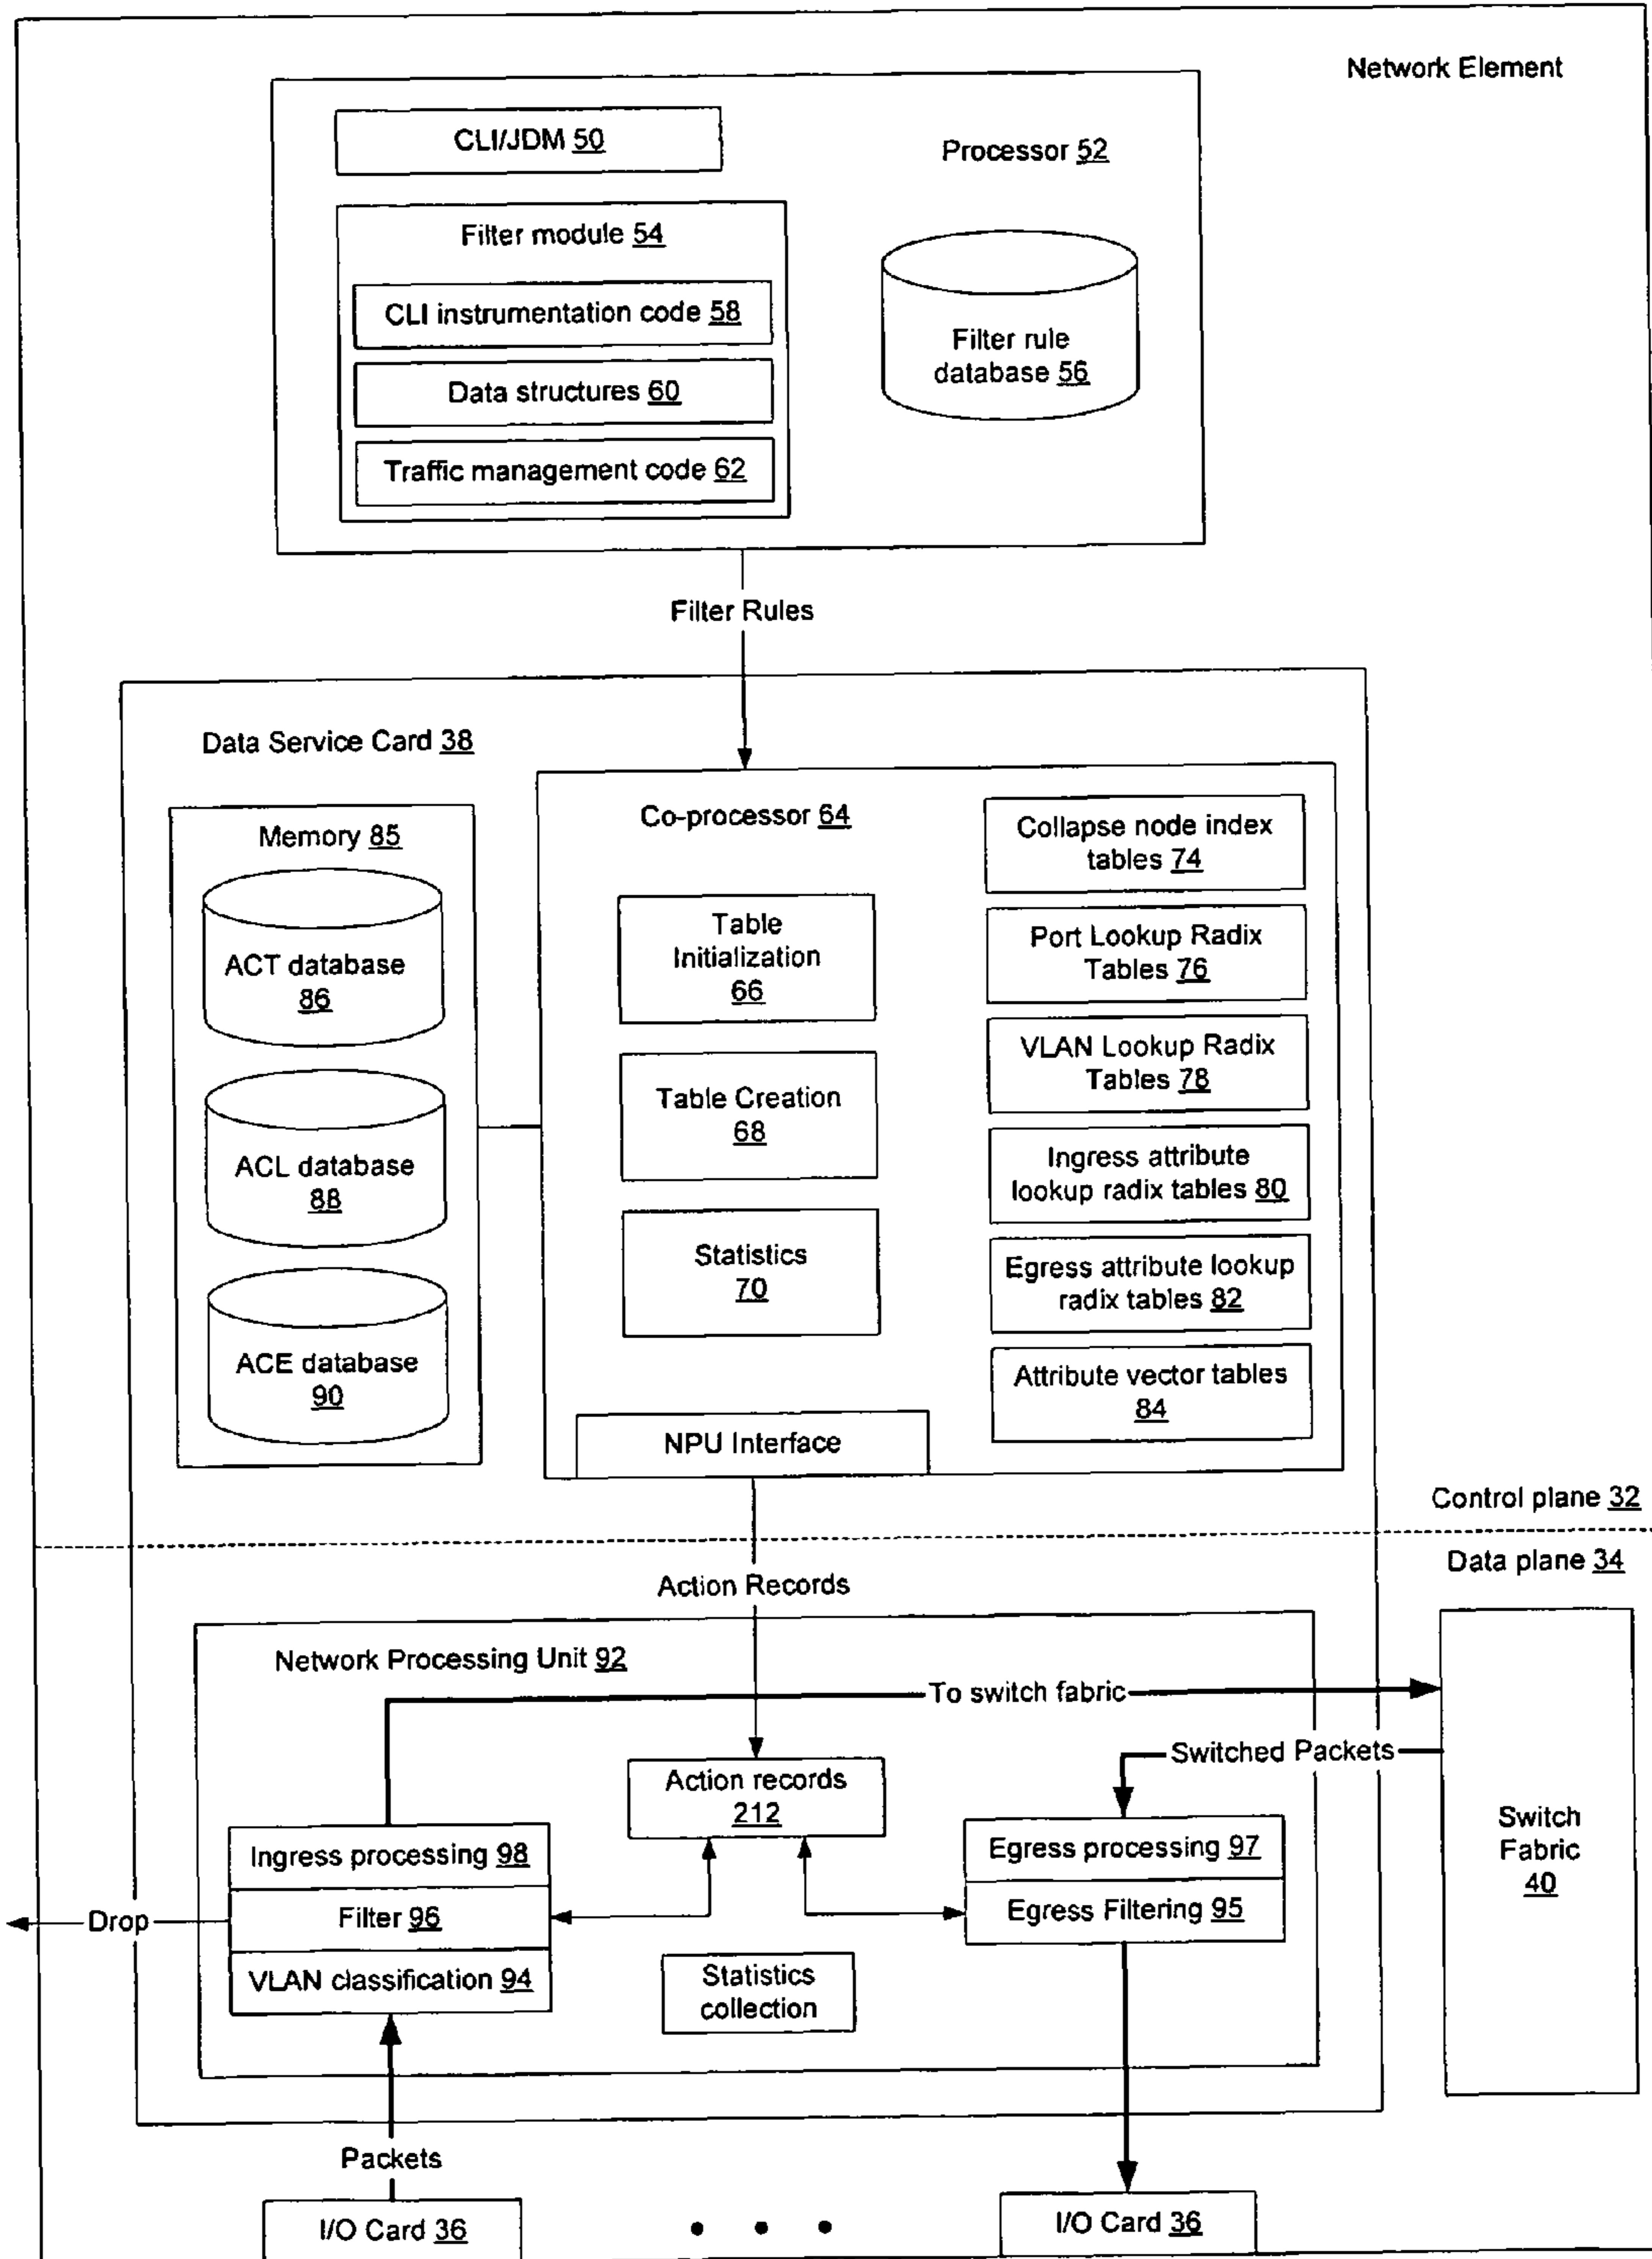 Network Element
CLI/JDM 50
Processor 52
Filter module 54
CLI instrumentation code 58
Data structures 60
Traffic management code 62
Filter rule
database 56
Filter Rules
Data Service Card 38
Memory 85
ACT database
86
ACL database
88
ACE database
90
Co-processor 64
Table
Initialization
66
Table Creation
68
Statistics
70
Collapse node index
tables 74
Port Lookup Radix
Tables 76
VLAN Lookup Radix
Tables 78
Ingress attribute
lookup radix tables 80
Egress attribute lookup
radix tables 82
Attribute vector tables
84
NPU Interface
Control plane 32
Data plane 34
Action Records
Network Processing Unit 92
To switch fabric
Switched Packets
Action records
212
Ingress processing 98
Filter 96
VLAN classification 94
Drop
Egress processing 97
Egress Filtering 95
Statistics
collection
Switch
Fabric
40
Packets
I/O Card 36
I/O Card 36